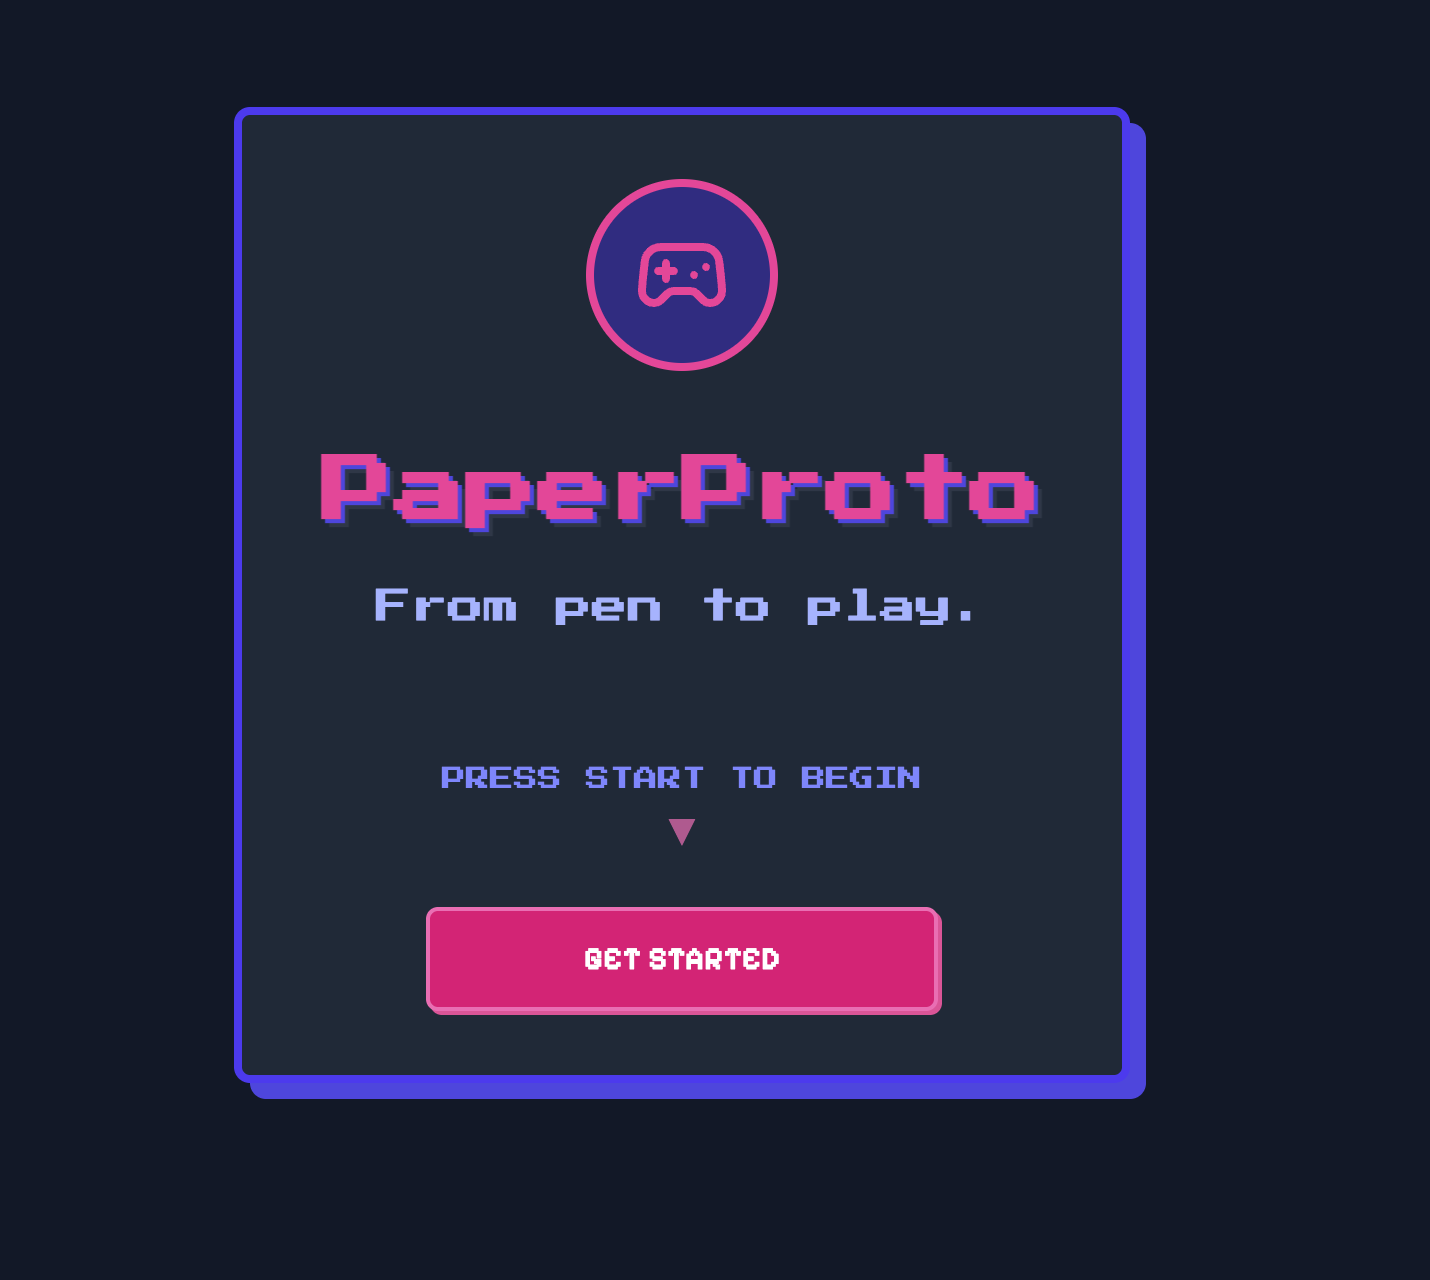 PaperProto
From pen to play.
PRESS START TO BEGIN
▼
GET STARTED